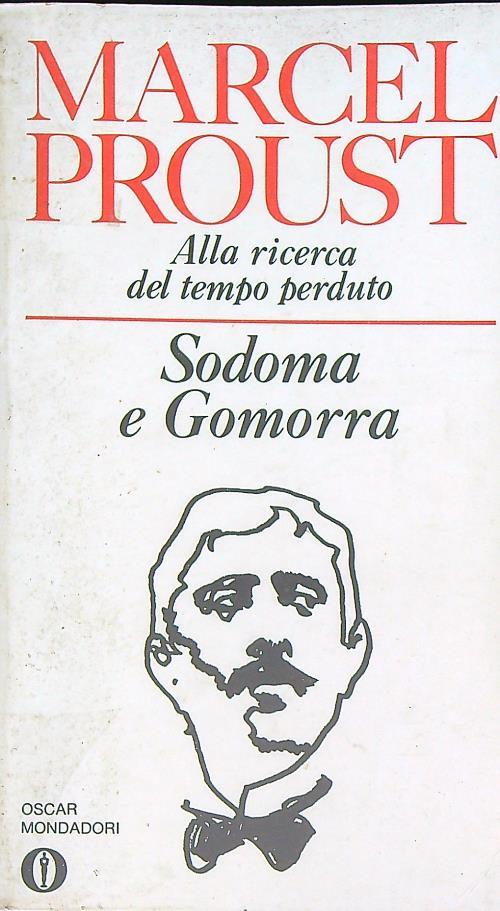 MARCEL
PROUST
Alla ricerca
del tempo perduto
Sodoma
e Gomorra
OSCAR
MONDADORI